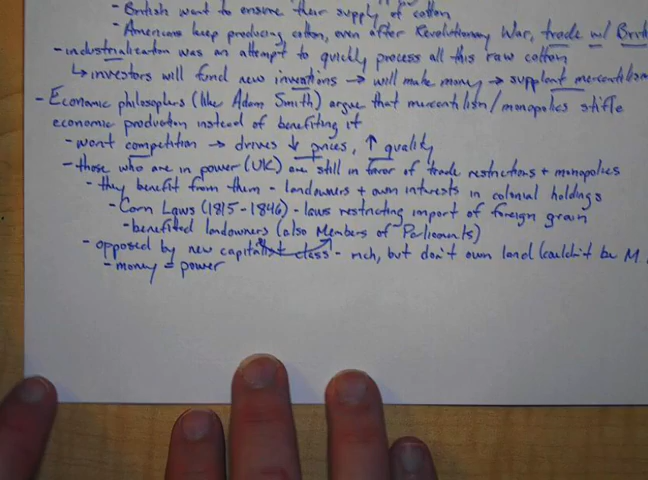 - British want to ensure their supply of cotton
- Americans keep producing cotton, even after Revolutionary War, trade w/ Brit
- industrialization was an attempt to quickly process all this raw cotton
↳ investors will fund new inventions → will make money → supplant mercantilism
- Economic philosophers (like Adam Smith) argue that mercantilism/monopolies stifle
economic production instead of benefiting it
- want competition → drives ↓ prices, ↑ quality
- those who are in power (UK) are still in favor of trade restrictions + monopolies
- they benefit from them - landowners + own interests in colonial holdings
- Corn Laws (1815-1846) - laws restricting import of foreign grain
- benefitted landowners (also Members of Parliaments)
- opposed by new capitalist class - rich, but don't own land (couldn't be M
- money = power